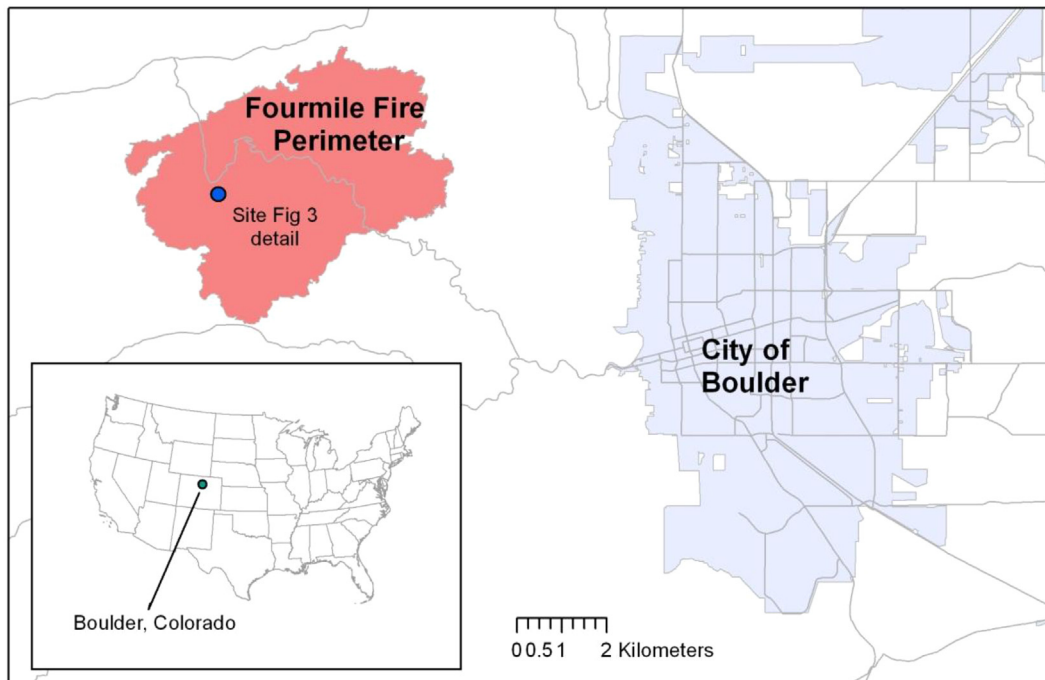 Fourmile Fire
Perimeter
Site Fig 3
detail
City of
Boulder
Boulder, Colorado
0 0.5 1 2 Kilometers